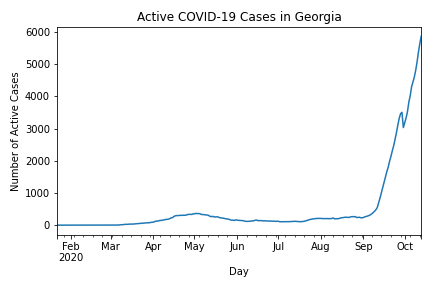 Active COVID-19 Cases in Georgia
6000
5000
4000
3000
2000
1000
0
Number of Active Cases
Feb Mar Apr May Jun Jul Aug Sep Oct
2020
Day